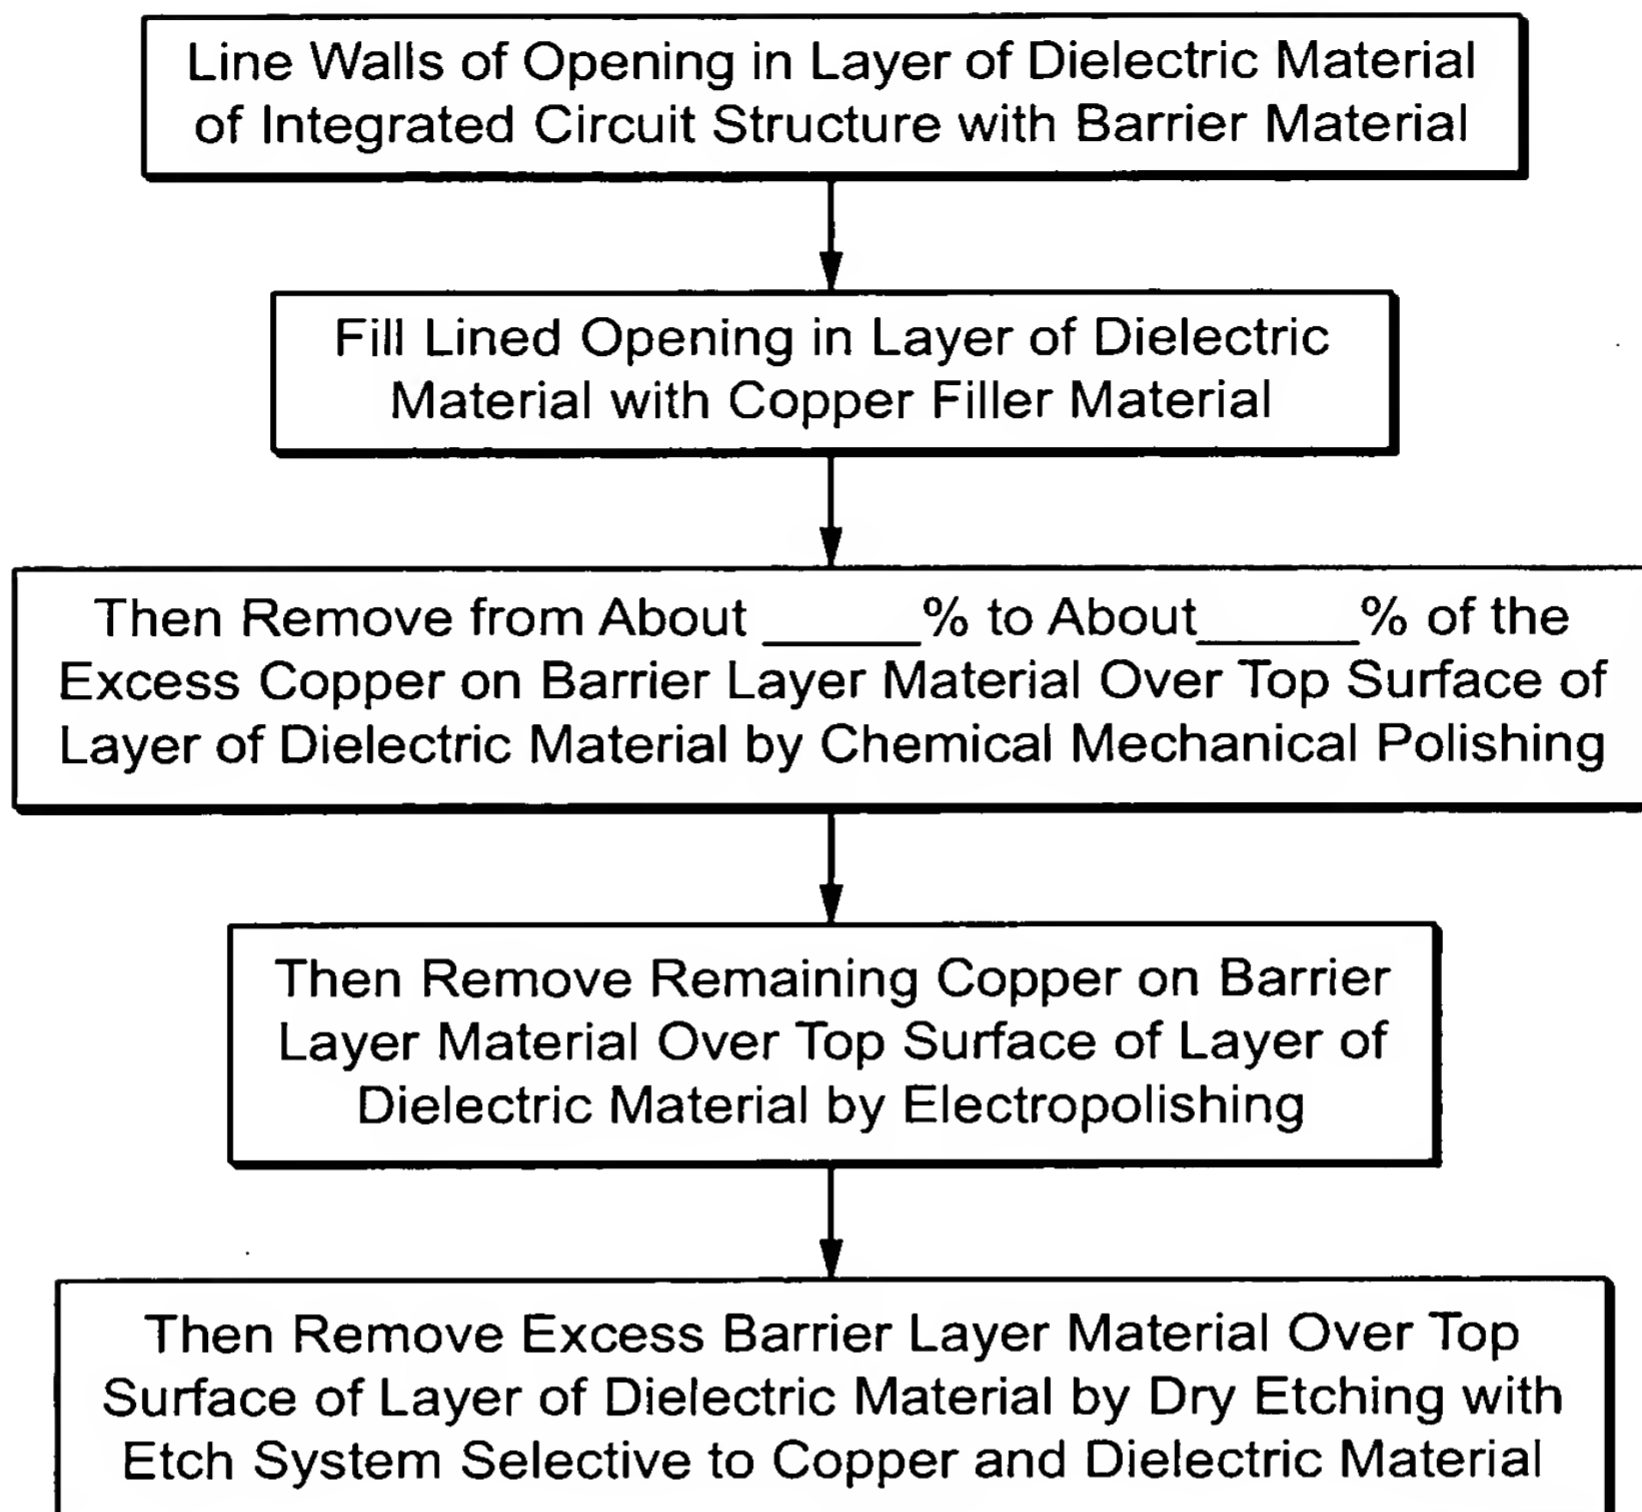 Line Walls of Opening in Layer of Dielectric Material
of Integrated Circuit Structure with Barrier Material
Fill Lined Opening in Layer of Dielectric
Material with Copper Filler Material
Then Remove from About ______% to About______% of the
Excess Copper on Barrier Layer Material Over Top Surface of
Layer of Dielectric Material by Chemical Mechanical Polishing
Then Remove Remaining Copper on Barrier
Layer Material Over Top Surface of Layer of
Dielectric Material by Electropolishing
Then Remove Excess Barrier Layer Material Over Top
Surface of Layer of Dielectric Material by Dry Etching with
Etch System Selective to Copper and Dielectric Material